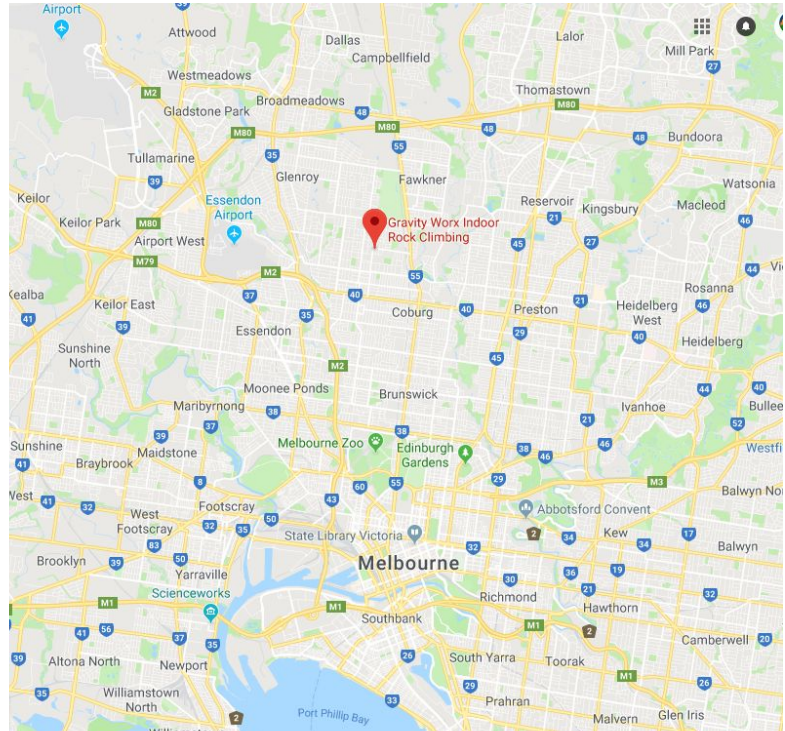 Airport
Attwood
Dallas
Campbellfield
Lalor
Mill Park
27
Westmeadows
Thomastown
M2
Broadmeadows
Gladstone Park
48
M80
M80
M80
48
48
Bundoora
35
55
Tullamarine
39
Glenroy
Fawkner
Watsonia
Keilor
Essendon
Airport
Reservoir
Kingsbury
Macleod
Keilor Park
M80
21
46
Gravity Worx Indoor
Rock Climbing
Airport West
45
27
M79
M2
55
44
Rosanna
Kealba
Keilor East
37
40
35
Coburg
40
Preston
21
Heidelberg
West
46
41
39
Essendon
29
40
Heidelberg
Sunshine
North
M2
45
Moonee Ponds
Brunswick
44
40
Maribyrnong
38
21
Ivanhoe
Bullee
37
38
52
Sunshine
39
Maidstone
Melbourne Zoo
Edinburgh
Gardens
38
46
46
Westfi
41
Braybrook
8
60
55
29
M3
Balwyn Nor
West
41
32
West
Footscray
Footscray
43
50
Abbotsford Convent
32
35
State Library Victoria
2
34
Kew
17
83
Melbourne
32
34
Balwyn
Brooklyn
39
50
Yarraville
36
19
30
21
Scienceworks
Richmond
Hawthorn
M1
M1
Southbank
M1
2
41
56
37
35
Camberwell
20
39
Altona North
Newport
26
South Yarra
Toorak
M1
35
Williamstown
North
29
26
33
Prahran
2
Port Phillip Bay
Malvern
Glen Iris